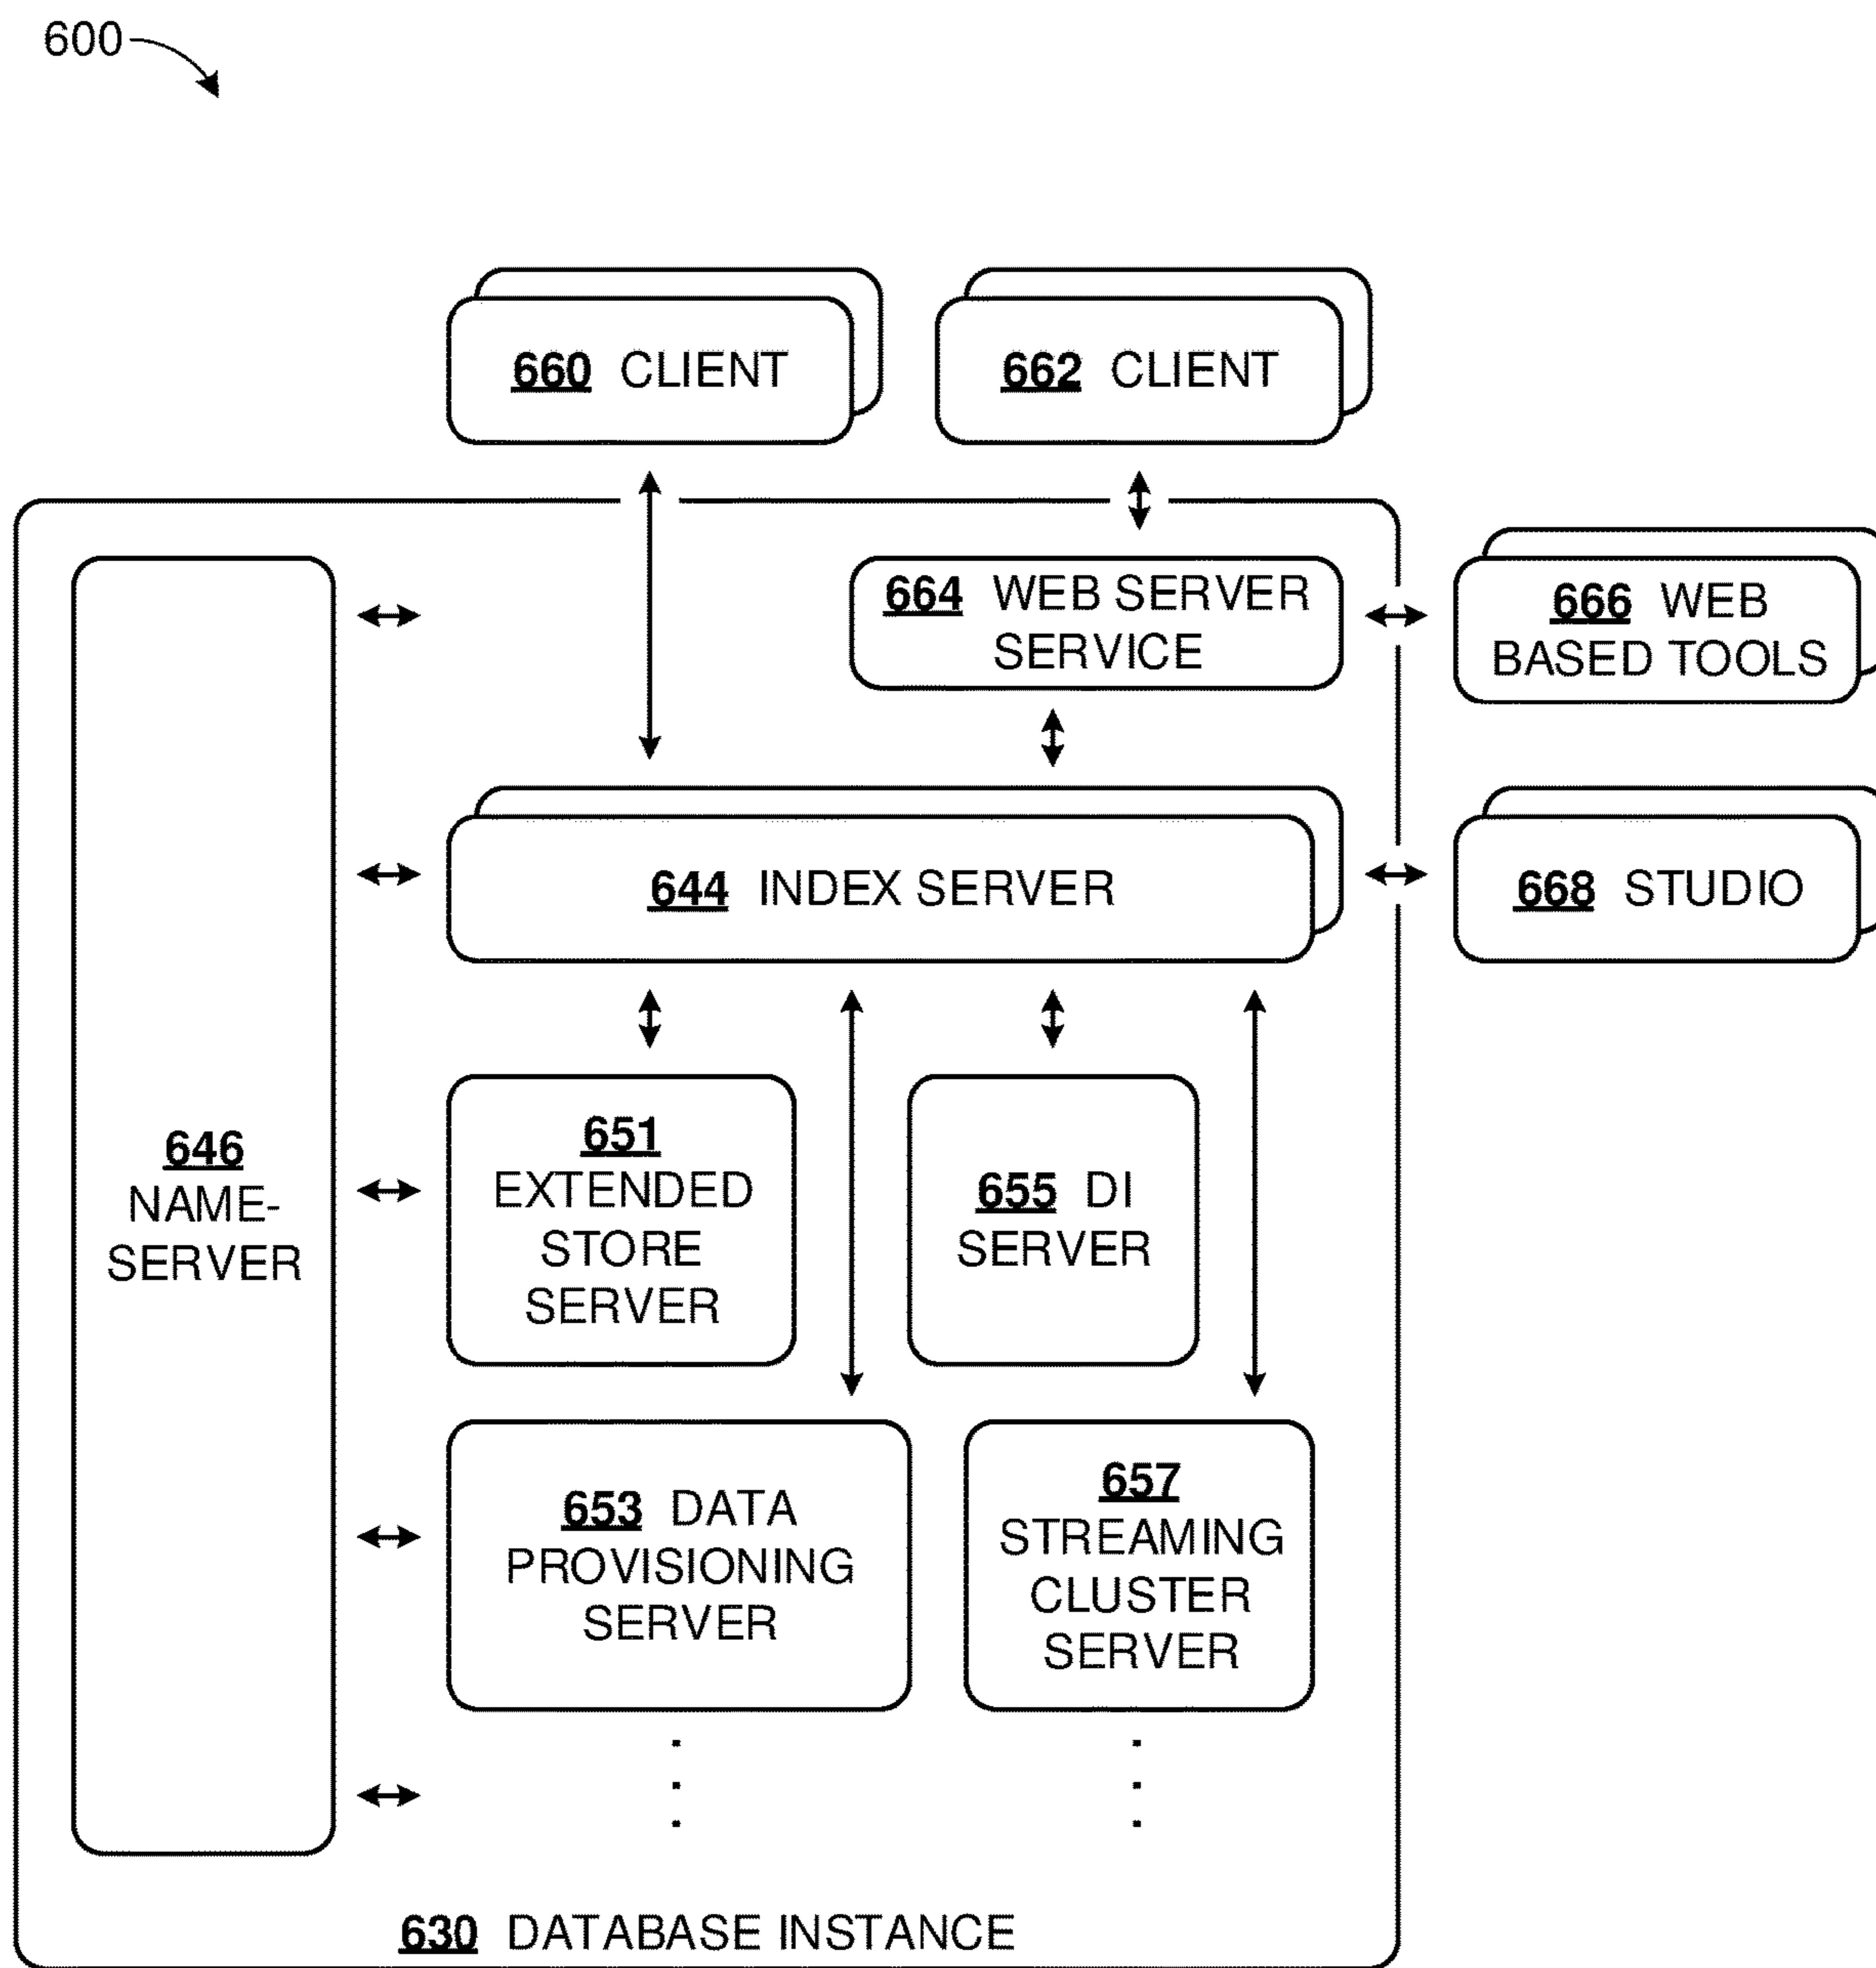 600
660 CLIENT
662 CLIENT
664 WEB SERVER
SERVICE
666 WEB
BASED TOOLS
644 INDEX SERVER
668 STUDIO
646
NAME-
SERVER
651
EXTENDED
STORE
SERVER
655 DI
SERVER
653 DATA
PROVISIONING
SERVER
657
STREAMING
CLUSTER
SERVER
630 DATABASE INSTANCE